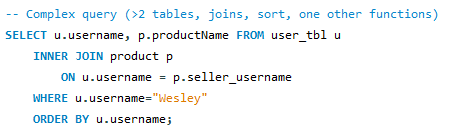 -- Complex query (>2 tables, joins, sort, one other functions)
SELECT u.username, p.productName FROM user_tbl u
INNER JOIN product p
ON u.username = p.seller_username
WHERE u.username="Wesley"
ORDER BY u.username;